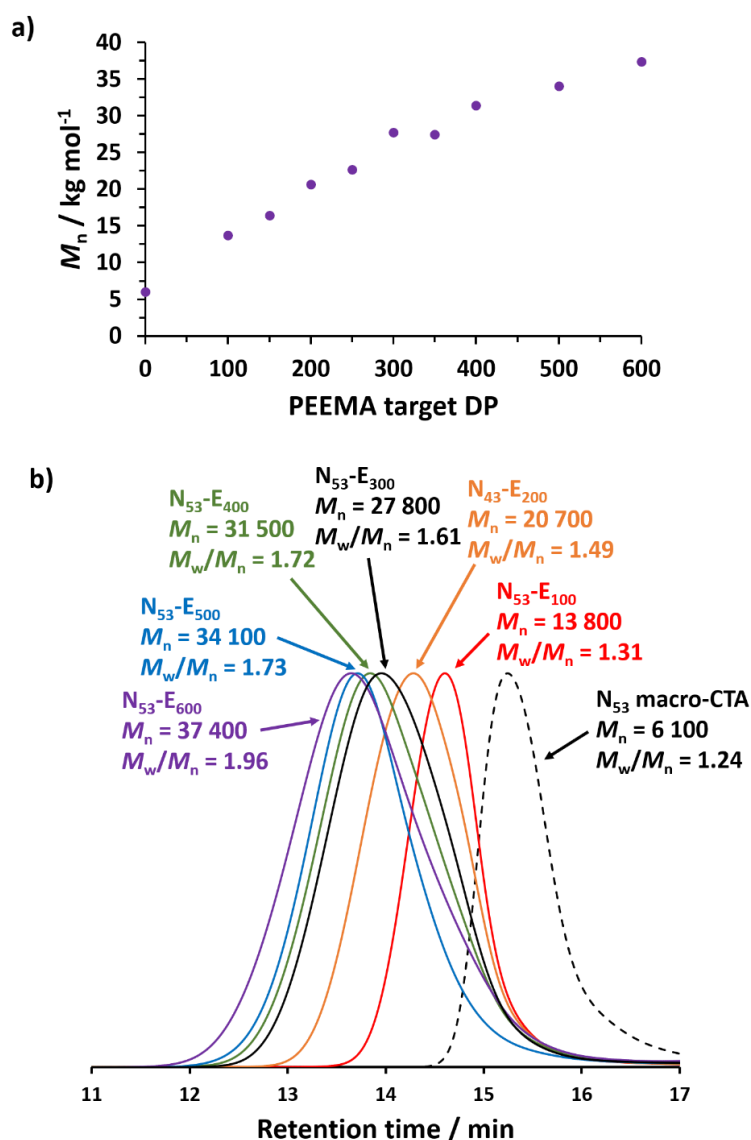 a)
40
35
30
25
20
15
10
5
0
Mn / kg mol-1
0 100 200 300 400 500 600
PEEMA target DP
b)
N53-E400
Mn = 31 500
Mw/Mn = 1.72
N53-E300
Mn = 27 800
Mw/Mn = 1.61
N43-E200
Mn = 20 700
Mw/Mn = 1.49
N53-E500
Mn = 34 100
Mw/Mn = 1.73
N53-E100
Mn = 13 800
Mw/Mn = 1.31
N53-E600
Mn = 37 400
Mw/Mn = 1.96
N53 macro-CTA
Mn = 6 100
Mw/Mn = 1.24
11 12 13 14 15 16 17
Retention time / min